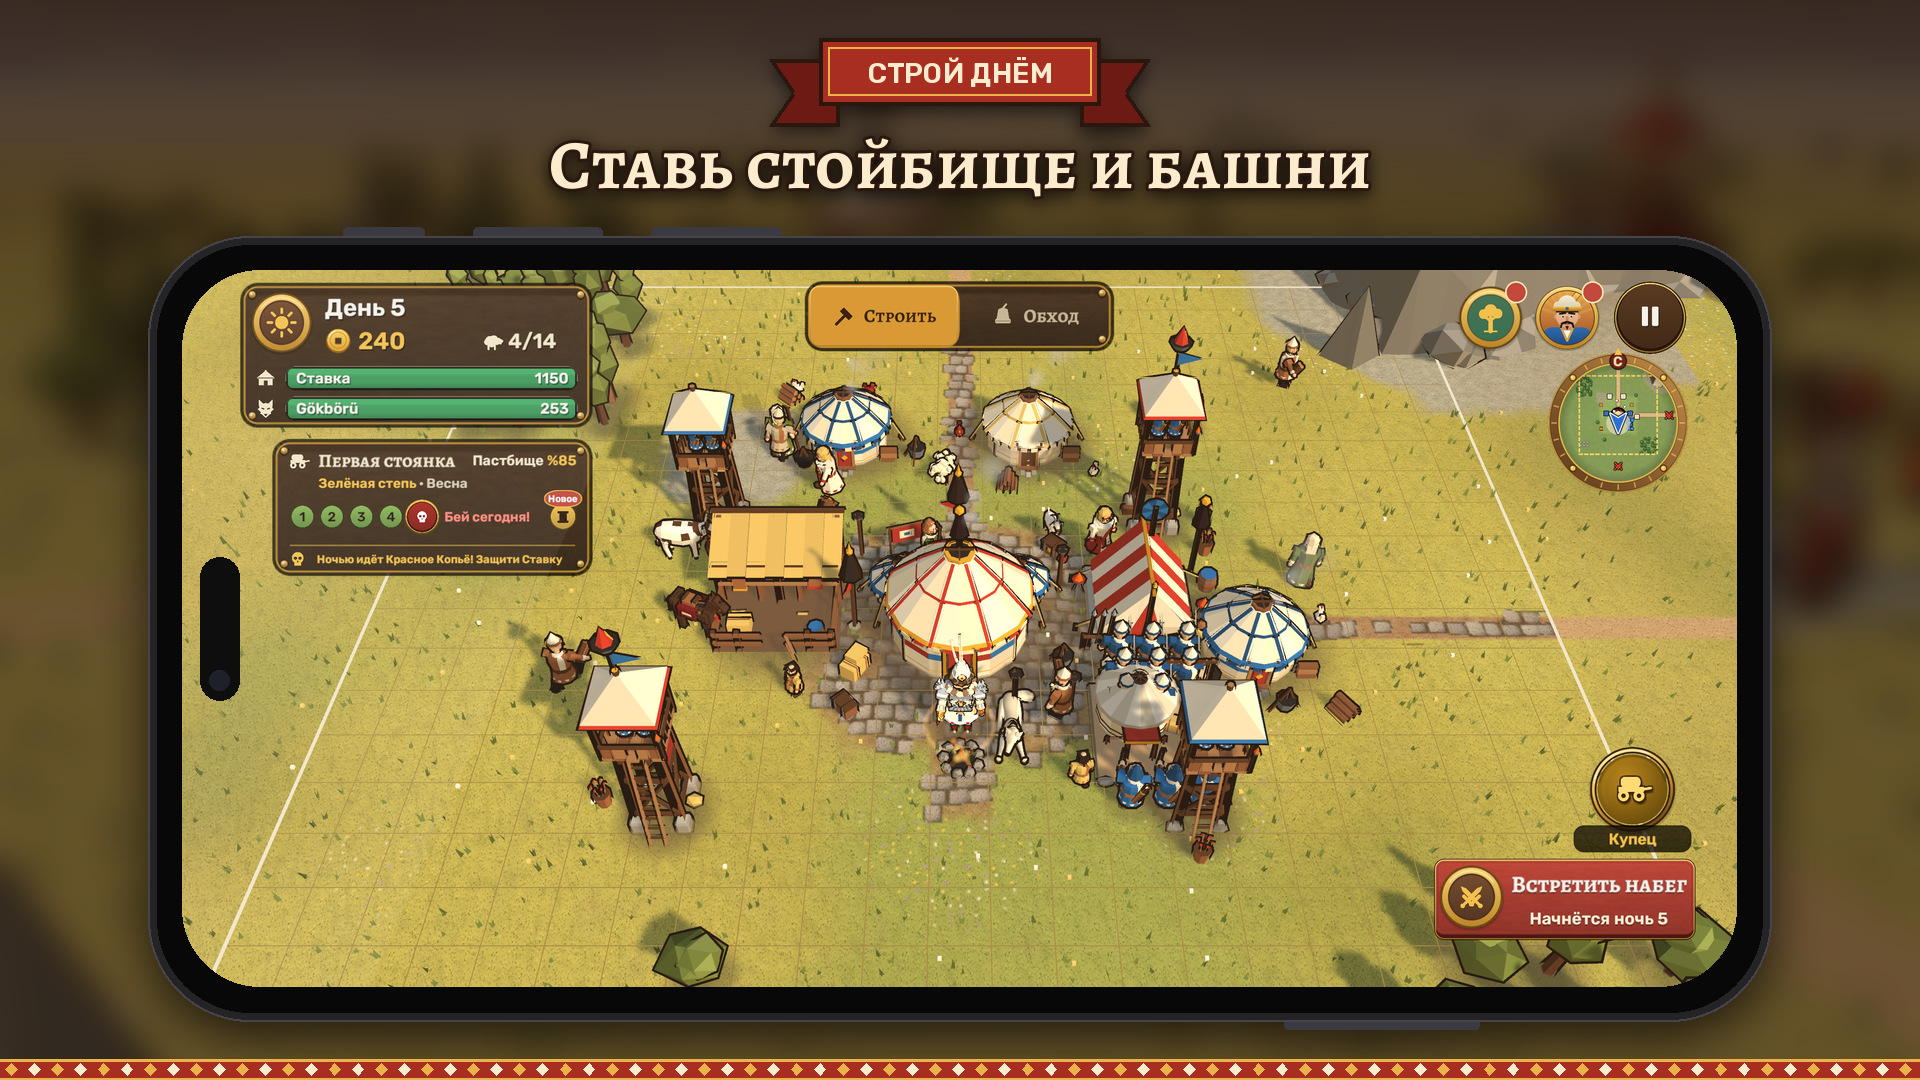 СТРОЙ ДНЁМ
Ставь стойбище и башни
День 5
240
4/14
Ставка 1150
Gökbörü 253
Строить
Обход
С
Первая стоянка Пастбище %85
Зелёная степь • Весна
Новое
1 2 3 4 Бей сегодня!
Ночью идёт Красное Копьё! Защити Ставку
Купец
Встретить набег
Начнётся ночь 5